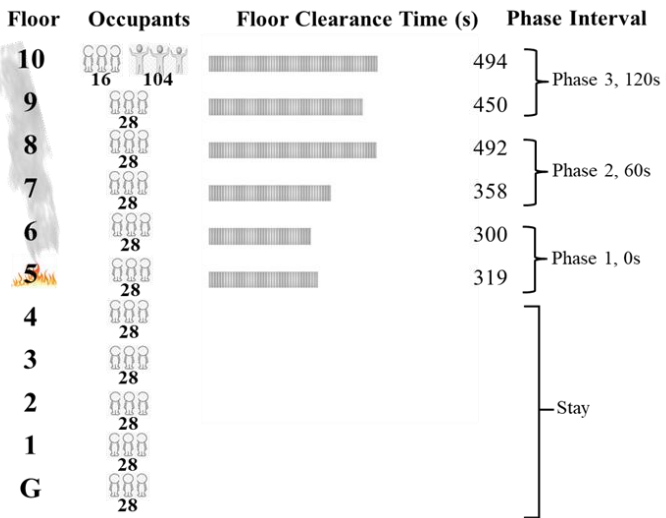 Floor Occupants Floor Clearance Time (s) Phase Interval
10 16 104 494
Phase 3, 120s
9 28 450
8 28 492
Phase 2, 60s
7 28 358
6 28 300
Phase 1, 0s
5 28 319
4 28
3 28
2 28
Stay
1 28
G 28